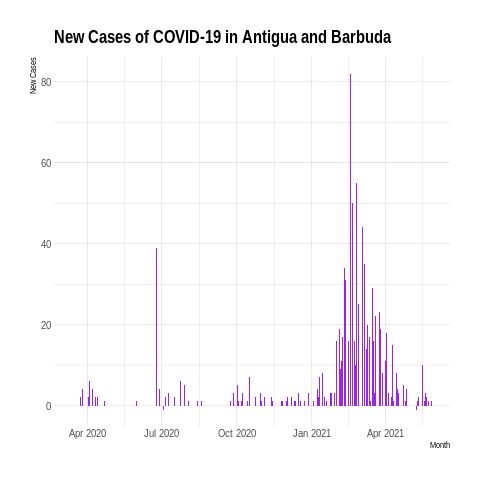 New Cases of COVID-19 in Antigua and Barbuda
New Cases
80
60
40
20
0
Apr 2020 Jul 2020 Oct 2020 Jan 2021 Apr 2021
Month